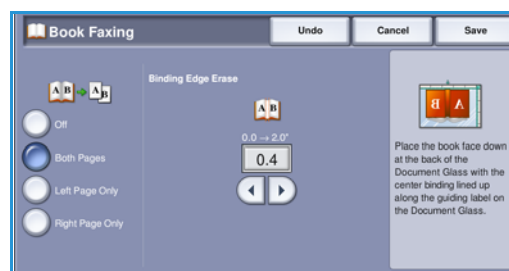 Book Faxing
Undo
Cancel
Save
A B A B
Off
Both Pages
Left Page Only
Right Page Only
Binding Edge Erase
A B
0.0 → 2.0"
0.4
B A
Place the book face down
at the back of the
Document Glass with the
center binding lined up
along the guiding label on
the Document Glass.